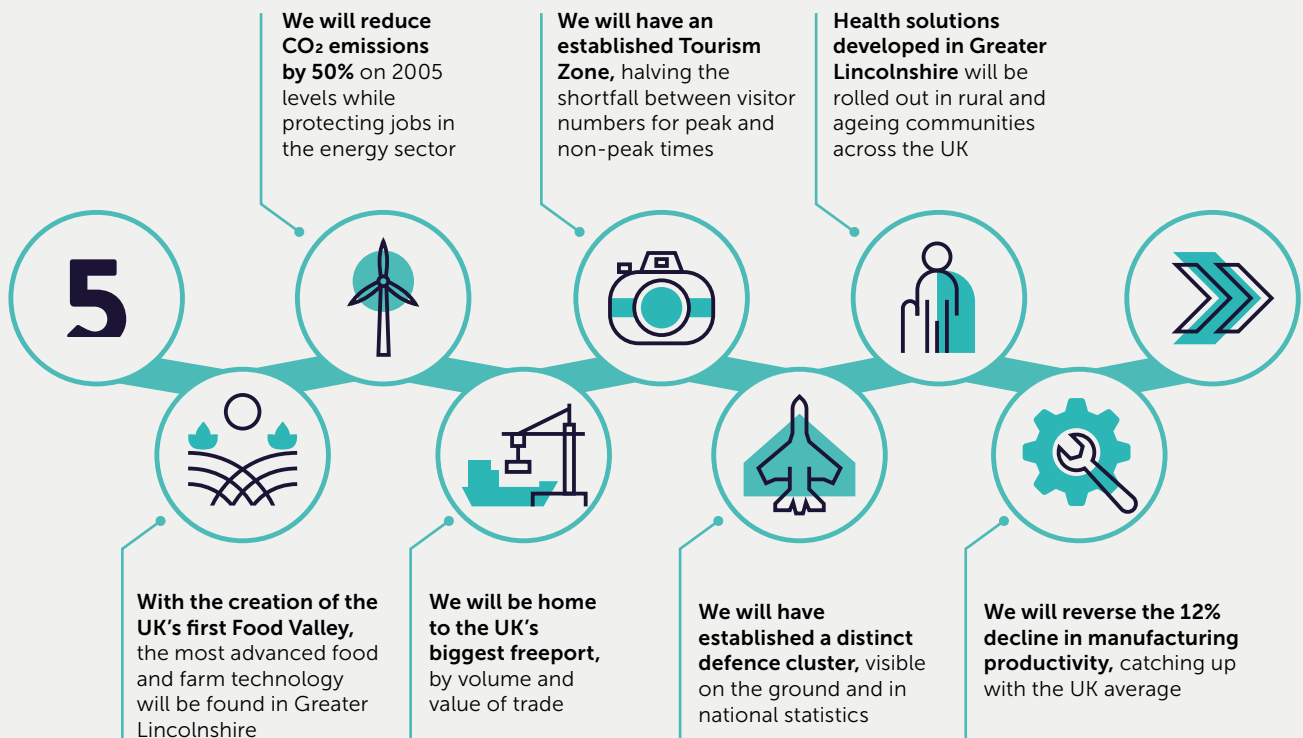 We will reduce
CO₂ emissions
by 50% on 2005
levels while
protecting jobs in
the energy sector
We will have an
established Tourism
Zone, halving the
shortfall between visitor
numbers for peak and
non-peak times
Health solutions
developed in Greater
Lincolnshire will be
rolled out in rural and
ageing communities
across the UK
5
With the creation of the
UK's first Food Valley,
the most advanced food
and farm technology
will be found in Greater
Lincolnshire
We will be home
to the UK's
biggest freeport,
by volume and
value of trade
We will have
established a distinct
defence cluster, visible
on the ground and in
national statistics
We will reverse the 12%
decline in manufacturing
productivity, catching up
with the UK average